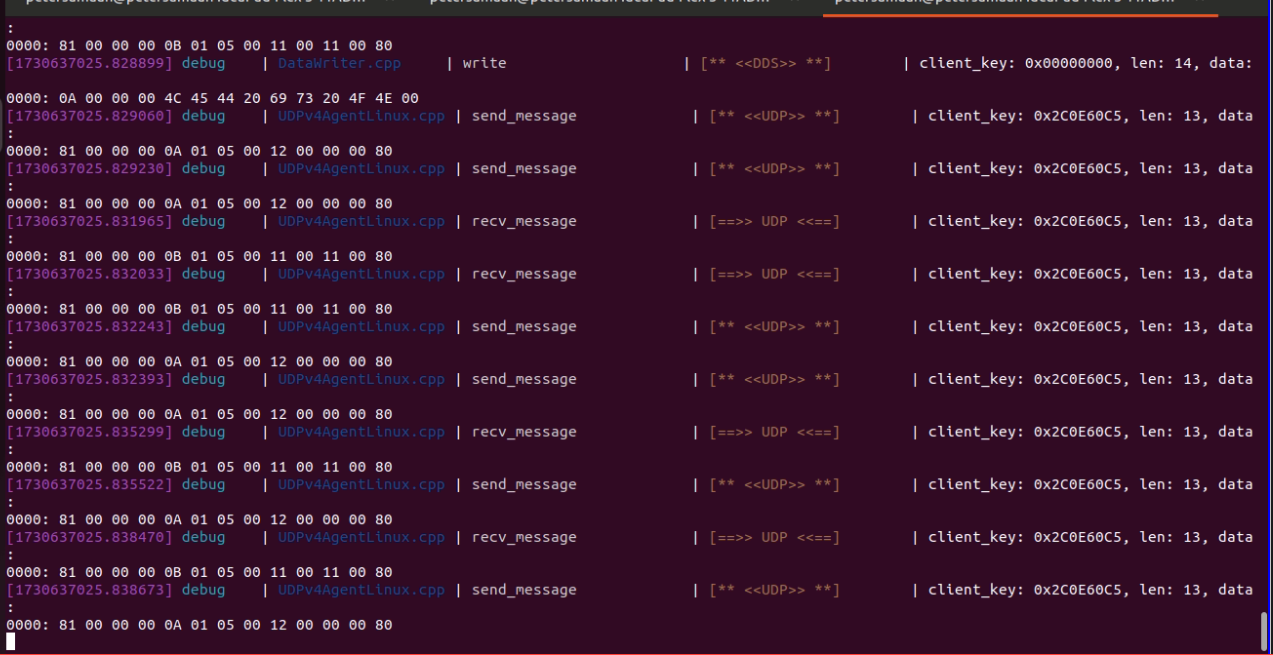 :
0000: 81 00 00 00 0B 01 05 00 11 00 11 00 80
[1730637025.828899] debug | DataWriter.cpp | write | [** <<DDS>> **] | client_key: 0x00000000, len: 14, data:
0000: 0A 00 00 00 4C 45 44 20 69 73 20 4F 4E 00
[1730637025.829060] debug | UDPv4AgentLinux.cpp | send_message | [** <<UDP>> **] | client_key: 0x2C0E60C5, len: 13, data
:
0000: 81 00 00 00 0A 01 05 00 12 00 00 00 80
[1730637025.829230] debug | UDPv4AgentLinux.cpp | send_message | [** <<UDP>> **] | client_key: 0x2C0E60C5, len: 13, data
:
0000: 81 00 00 00 0A 01 05 00 12 00 00 00 80
[1730637025.831965] debug | UDPv4AgentLinux.cpp | recv_message | [==>> UDP <<==] | client_key: 0x2C0E60C5, len: 13, data
:
0000: 81 00 00 00 0B 01 05 00 11 00 11 00 80
[1730637025.832033] debug | UDPv4AgentLinux.cpp | recv_message | [==>> UDP <<==] | client_key: 0x2C0E60C5, len: 13, data
:
0000: 81 00 00 00 0B 01 05 00 11 00 11 00 80
[1730637025.832243] debug | UDPv4AgentLinux.cpp | send_message | [** <<UDP>> **] | client_key: 0x2C0E60C5, len: 13, data
:
0000: 81 00 00 00 0A 01 05 00 12 00 00 00 80
[1730637025.832393] debug | UDPv4AgentLinux.cpp | send_message | [** <<UDP>> **] | client_key: 0x2C0E60C5, len: 13, data
:
0000: 81 00 00 00 0A 01 05 00 12 00 00 00 80
[1730637025.835299] debug | UDPv4AgentLinux.cpp | recv_message | [==>> UDP <<==] | client_key: 0x2C0E60C5, len: 13, data
:
0000: 81 00 00 00 0B 01 05 00 11 00 11 00 80
[1730637025.835522] debug | UDPv4AgentLinux.cpp | send_message | [** <<UDP>> **] | client_key: 0x2C0E60C5, len: 13, data
:
0000: 81 00 00 00 0A 01 05 00 12 00 00 00 80
[1730637025.838470] debug | UDPv4AgentLinux.cpp | recv_message | [==>> UDP <<==] | client_key: 0x2C0E60C5, len: 13, data
:
0000: 81 00 00 00 0B 01 05 00 11 00 11 00 80
[1730637025.838673] debug | UDPv4AgentLinux.cpp | send_message | [** <<UDP>> **] | client_key: 0x2C0E60C5, len: 13, data
:
0000: 81 00 00 00 0A 01 05 00 12 00 00 00 80